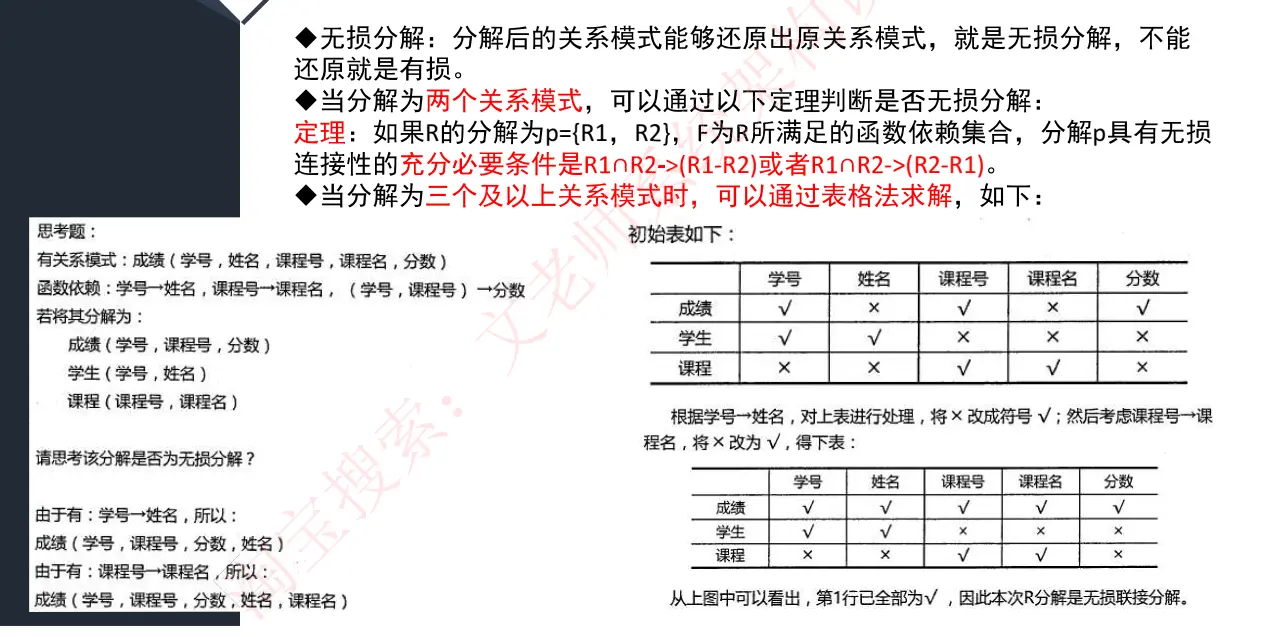 ◆无损分解：分解后的关系模式能够还原出原关系模式，就是无损分解，不能
还原就是有损。
◆当分解为两个关系模式，可以通过以下定理判断是否无损分解：
定理：如果R的分解为p={R1，R2}，F为R所满足的函数依赖集合，分解p具有无损
连接性的充分必要条件是R1∩R2->(R1-R2)或者R1∩R2->(R2-R1)。
◆当分解为三个及以上关系模式时，可以通过表格法求解，如下：
思考题：
有关系模式：成绩（学号，姓名，课程号，课程名，分数）
函数依赖：学号→姓名，课程号→课程名，（学号，课程号）→分数
若将其分解为：
成绩（学号，课程号，分数）
学生（学号，姓名）
课程（课程号，课程名）
请思考该分解是否为无损分解？
由于有：学号→姓名，所以：
成绩（学号，课程号，分数，姓名）
由于有：课程号→课程名，所以：
成绩（学号，课程号，分数，姓名，课程名）
初始表如下：
学号 姓名 课程号 课程名 分数
成绩 √ × √ × √
学生 √ √ × × ×
课程 × × √ √ ×
根据学号→姓名，对上表进行处理，将×改成符号√；然后考虑课程号→课
程名，将×改为√，得下表：
学号 姓名 课程号 课程名 分数
成绩 √ √ √ √ √
学生 √ √ × × ×
课程 × × √ √ ×
从上图中可以看出，第1行已全部为√，因此本次R分解是无损联接分解。
淘宝搜索：文老师系统架构